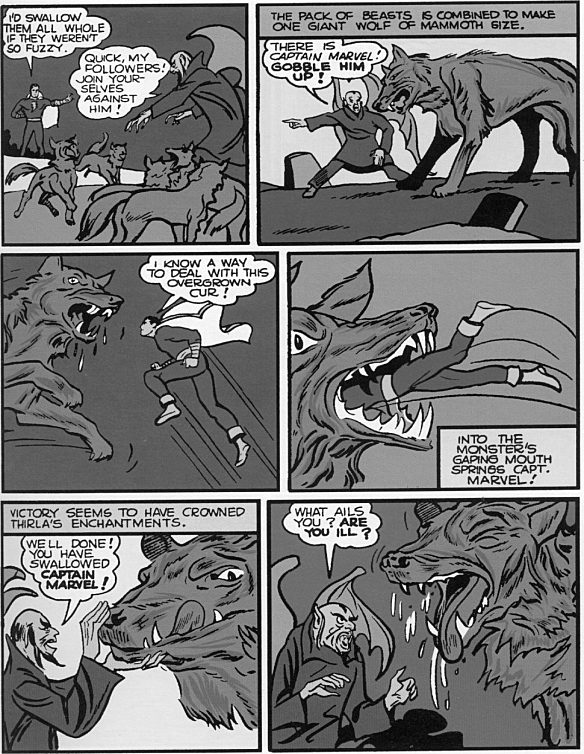 I'D SWALLOW
THEM ALL WHOLE
IF THEY WEREN'T
SO FUZZY.
QUICK, MY
FOLLOWERS!
JOIN YOUR-
SELVES
AGAINST
HIM!
THE PACK OF BEASTS IS COMBINED TO MAKE
ONE GIANT WOLF OF MAMMOTH SIZE.
THERE IS
CAPTAIN MARVEL!
GOBBLE HIM
UP!
I KNOW A WAY
TO DEAL WITH THIS
OVERGROWN
CUR!
INTO THE
MONSTER'S
GAPING MOUTH
SPRINGS CAPT.
MARVEL!
VICTORY SEEMS TO HAVE CROWNED
THIRLA'S ENCHANTMENTS.
WELL DONE!
YOU HAVE
SWALLOWED
CAPTAIN
MARVEL!
WHAT AILS
YOU? ARE
YOU ILL?